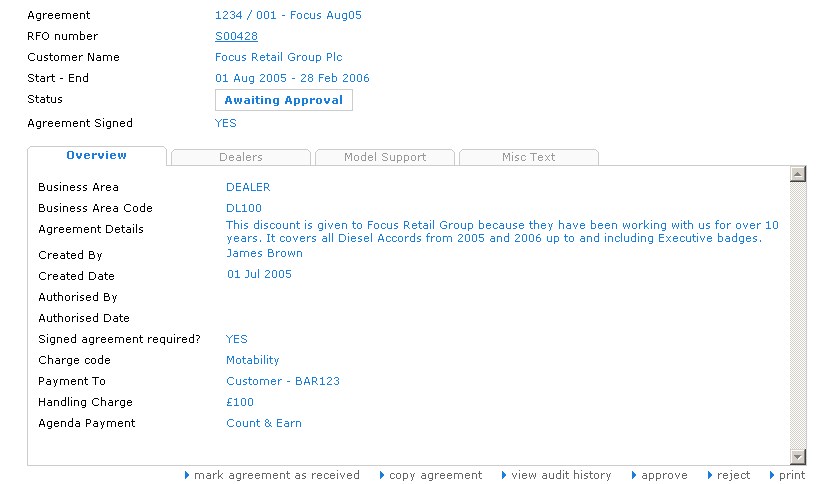 Agreement 1234 / 001 - Focus Aug05
RFO number S00428
Customer Name Focus Retail Group Plc
Start - End 01 Aug 2005 - 28 Feb 2006
Status Awaiting Approval
Agreement Signed YES
Overview Dealers Model Support Misc Text
Business Area DEALER
Business Area Code DL100
Agreement Details This discount is given to Focus Retail Group because they have been working with us for over 10
years. It covers all Diesel Accords from 2005 and 2006 up to and including Executive badges.
Created By James Brown
Created Date 01 Jul 2005
Authorised By
Authorised Date
Signed agreement required? YES
Charge code Motability
Payment To Customer - BAR123
Handling Charge £100
Agenda Payment Count & Earn
mark agreement as received copy agreement view audit history approve reject print